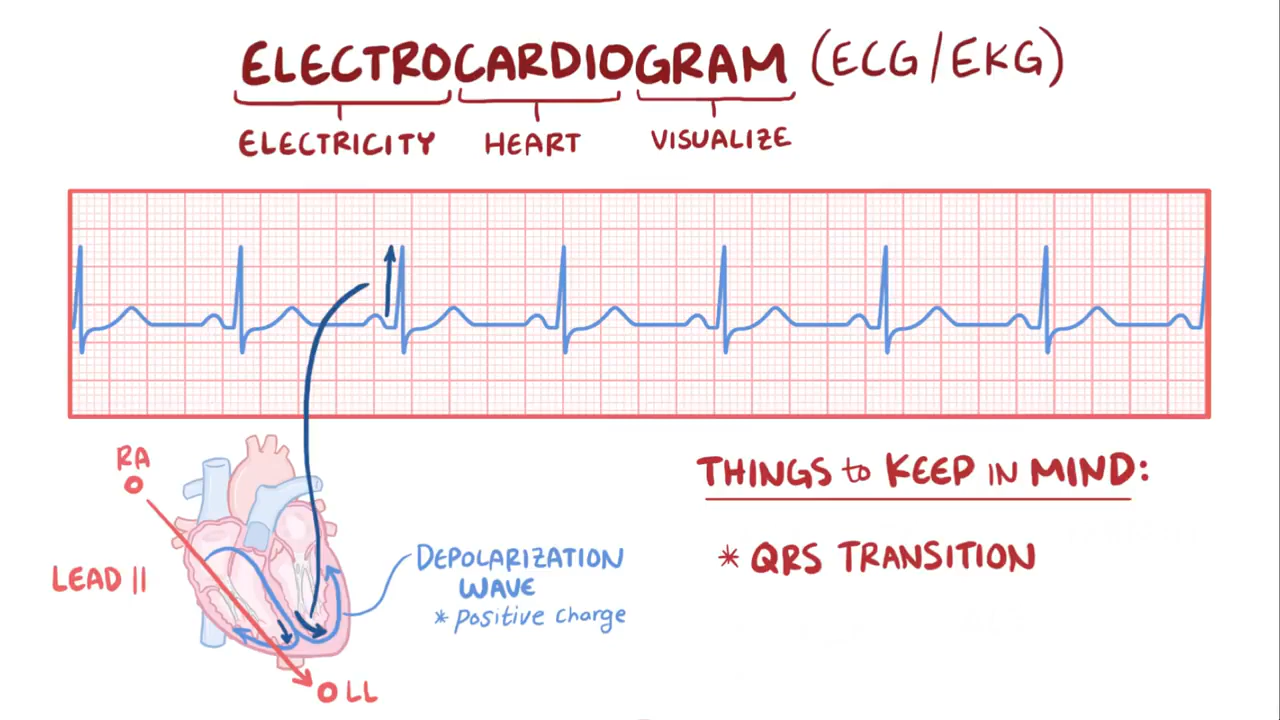 ELECTROCARDIOGRAM (ECG/EKG)
ELECTRICITY HEART VISUALIZE
RA
LEAD II
LL
DEPOLARIZATION
WAVE
* positive charge
THINGS to KEEP IN MIND:
* QRS TRANSITION